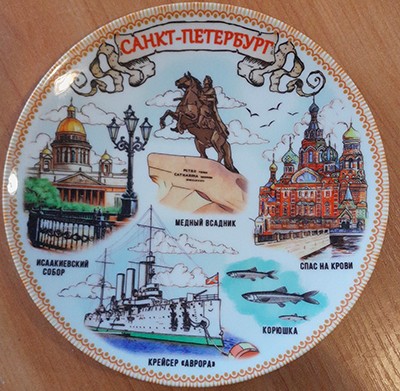 САНКТ-ПЕТЕРБУРГ
МЕДНЫЙ ВСАДНИК
ИСААКИЕВСКИЙ
СОБОР
СПАС НА КРОВИ
КОРЮШКА
КРЕЙСЕР «АВРОРА»